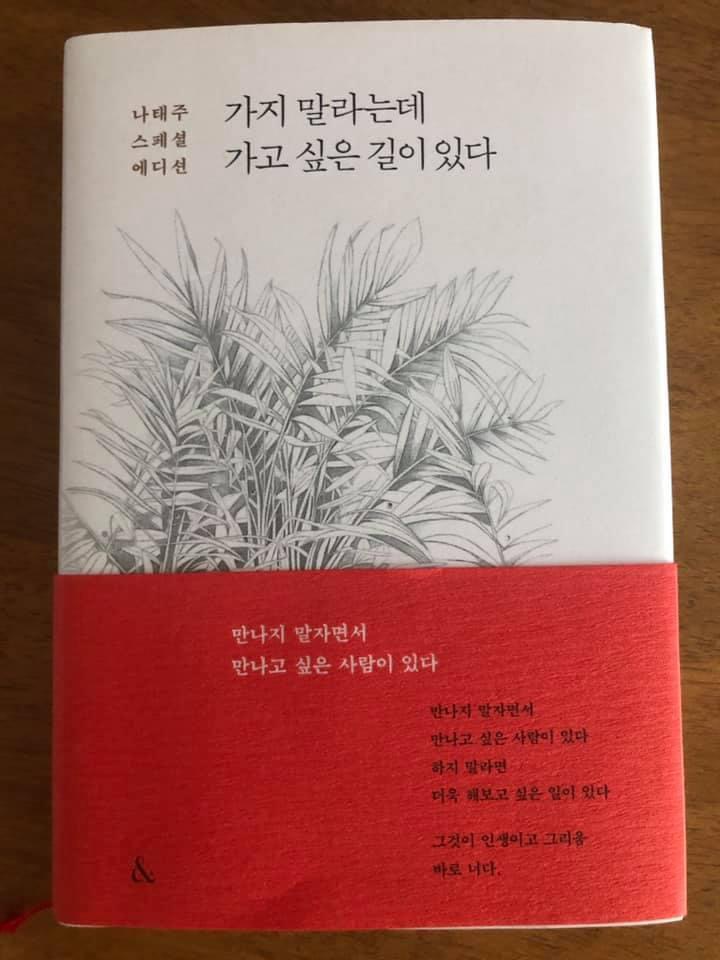 나태주
스페셜
에디션
가지 말라는데
가고 싶은 길이 있다
만나지 말자면서
만나고 싶은 사람이 있다
만나지 말자면서
만나고 싶은 사람이 있다
하지 말라면
더욱 해보고 싶은 일이 있다
그것이 인생이고 그리움
바로 너다.
&